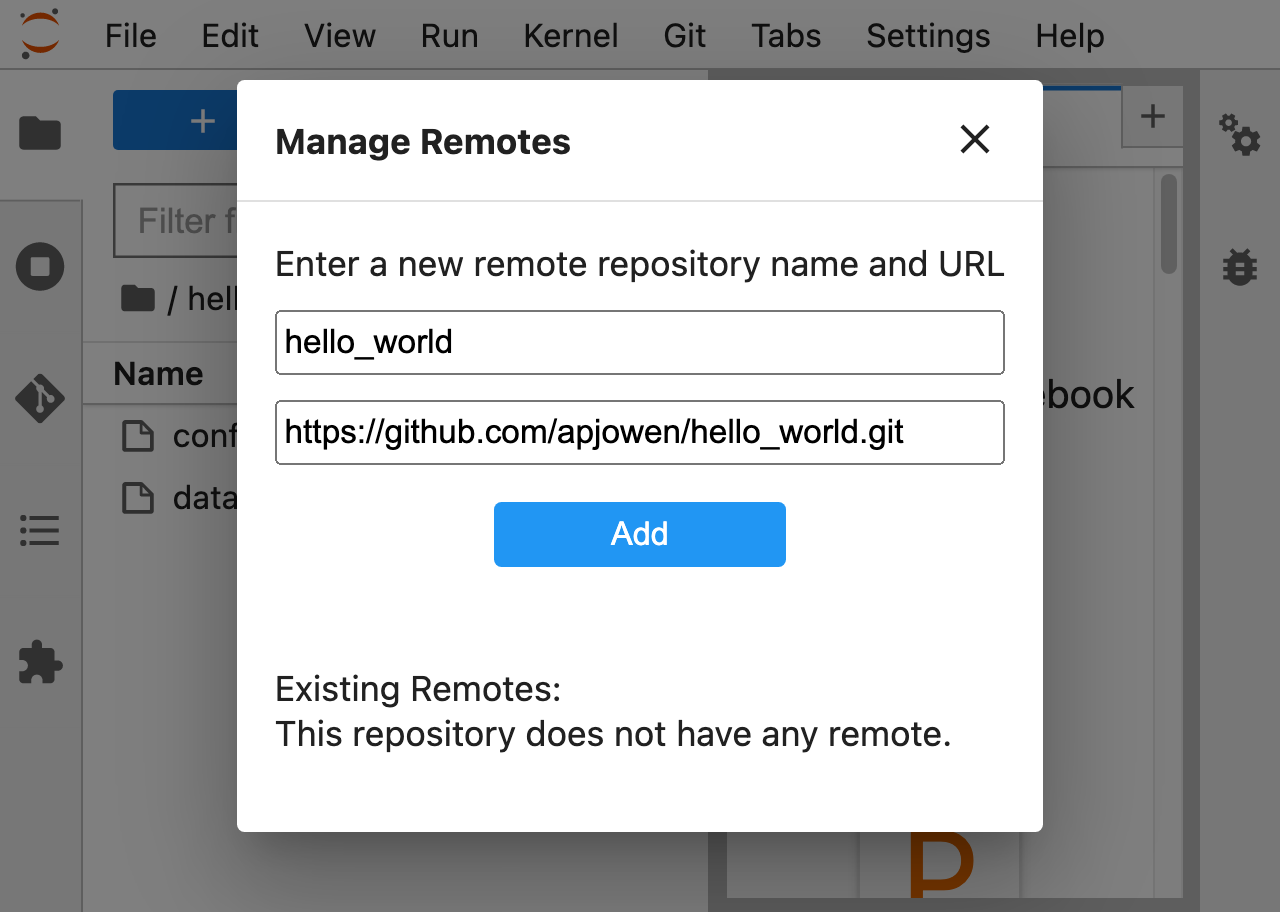 File Edit View Run Kernel Git Tabs Settings Help
+
+
Manage Remotes
Filter f
Enter a new remote repository name and URL
/ hell
hello_world
Name
ebook
https://github.com/apjowen/hello_world.git
conf
data
Add
Existing Remotes:
This repository does not have any remote.